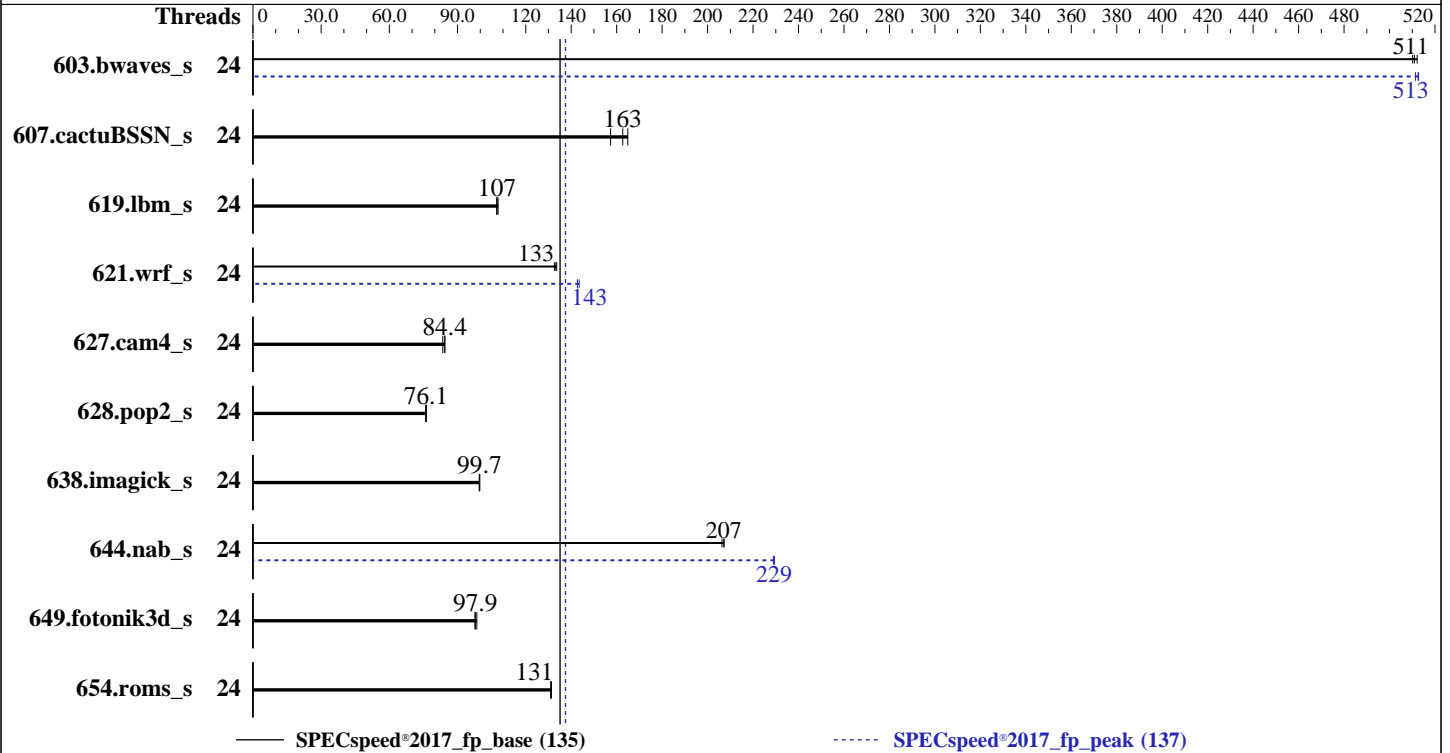 Threads 0 30.0 60.0 90.0 120 140 160 180 200 220 240 260 280 300 320 340 360 380 400 420 440 460 480 520
511
603.bwaves_s 24
513
163
607.cactuBSSN_s 24
107
619.lbm_s 24
133
621.wrf_s 24
143
84.4
627.cam4_s 24
76.1
628.pop2_s 24
99.7
638.imagick_s 24
207
644.nab_s 24
229
97.9
649.fotonik3d_s 24
131
654.roms_s 24
SPECspeed®2017_fp_base (135) SPECspeed®2017_fp_peak (137)